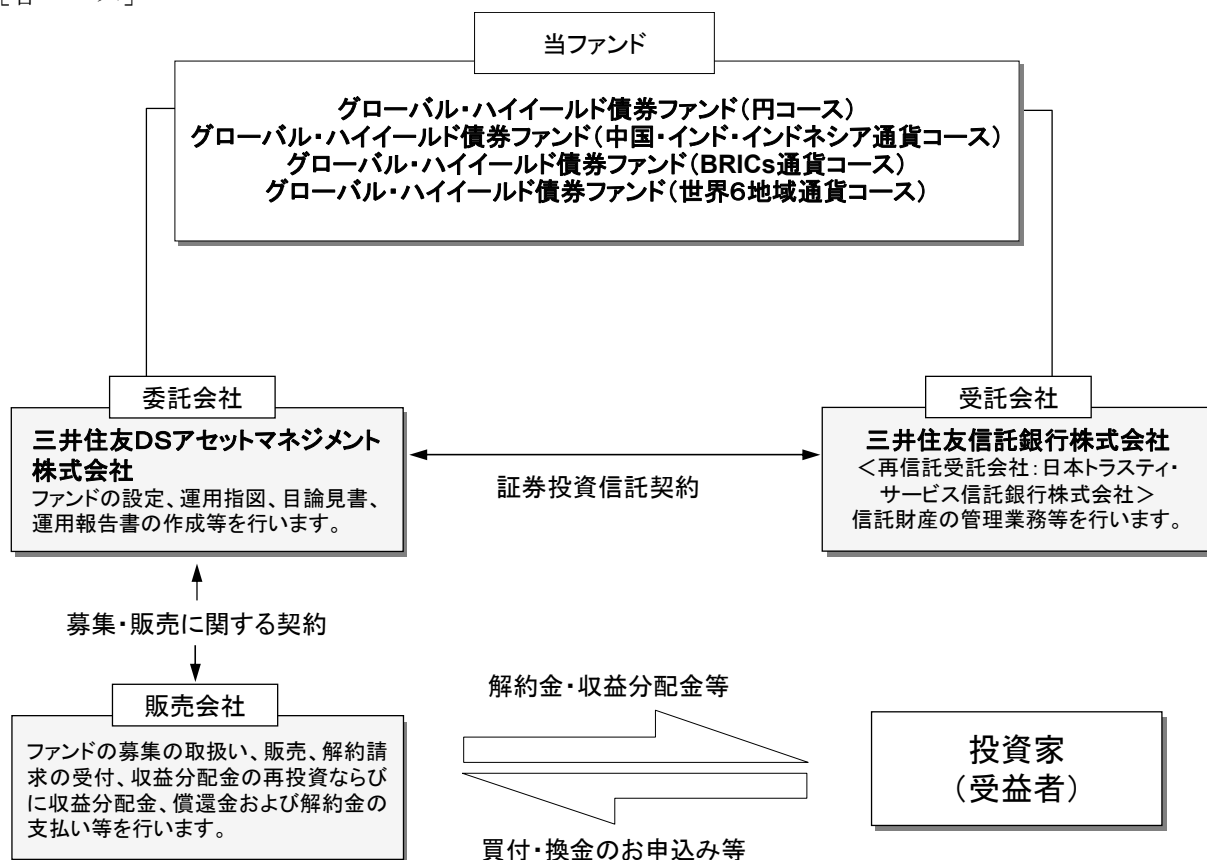 当ファンド
グローバル・ハイイールド債券ファンド(円コース)
グローバル・ハイイールド債券ファンド(中国・インド・インドネシア通貨コース)
グローバル・ハイイールド債券ファンド(BRICs通貨コース)
グローバル・ハイイールド債券ファンド(世界6地域通貨コース)
委託会社
三井住友DSアセットマネジメント
株式会社
ファンドの設定、運用指図、目論見書、
運用報告書の作成等を行います。
証券投資信託契約
受託会社
三井住友信託銀行株式会社
<再信託受託会社:日本トラスティ・
サービス信託銀行株式会社>
信託財産の管理業務等を行います。
募集・販売に関する契約
販売会社
ファンドの募集の取扱い、販売、解約請
求の受付、収益分配金の再投資ならび
に収益分配金、償還金および解約金の
支払い等を行います。
解約金・収益分配金等
買付・換金のお申込み等
投資家
(受益者)